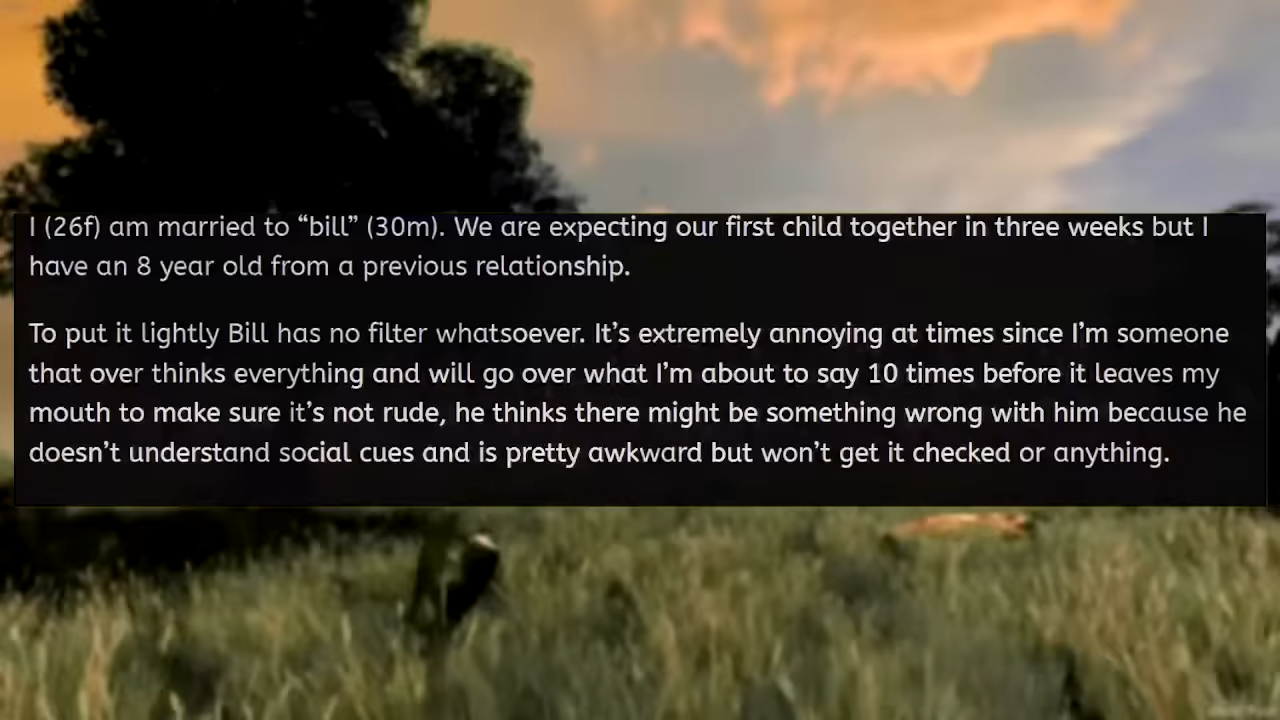 I (26f) am married to “bill” (30m). We are expecting our first child together in three weeks but I
have an 8 year old from a previous relationship.
To put it lightly Bill has no filter whatsoever. It’s extremely annoying at times since I’m someone
that over thinks everything and will go over what I’m about to say 10 times before it leaves my
mouth to make sure it’s not rude, he thinks there might be something wrong with him because he
doesn’t understand social cues and is pretty awkward but won’t get it checked or anything.